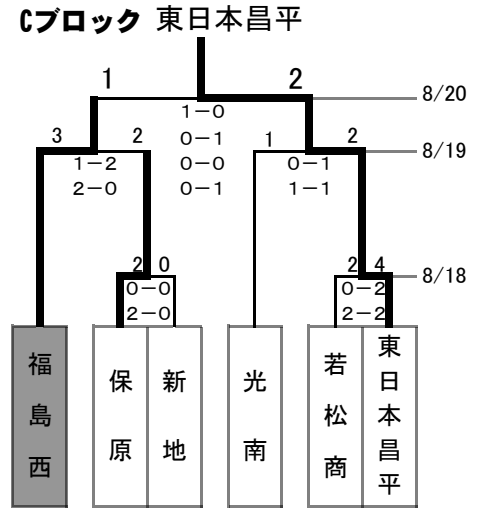 Cブロック 東日本昌平
1 2 8/20
1-0
3 2 0-1 1 2 8/19
1-2 0-0 0-1
2-0 0-1 1-1
2 0 2 4 8/18
0-0 0-2
2-0 2-2
福島西
保原
新地
光南
若松商
東日本昌平